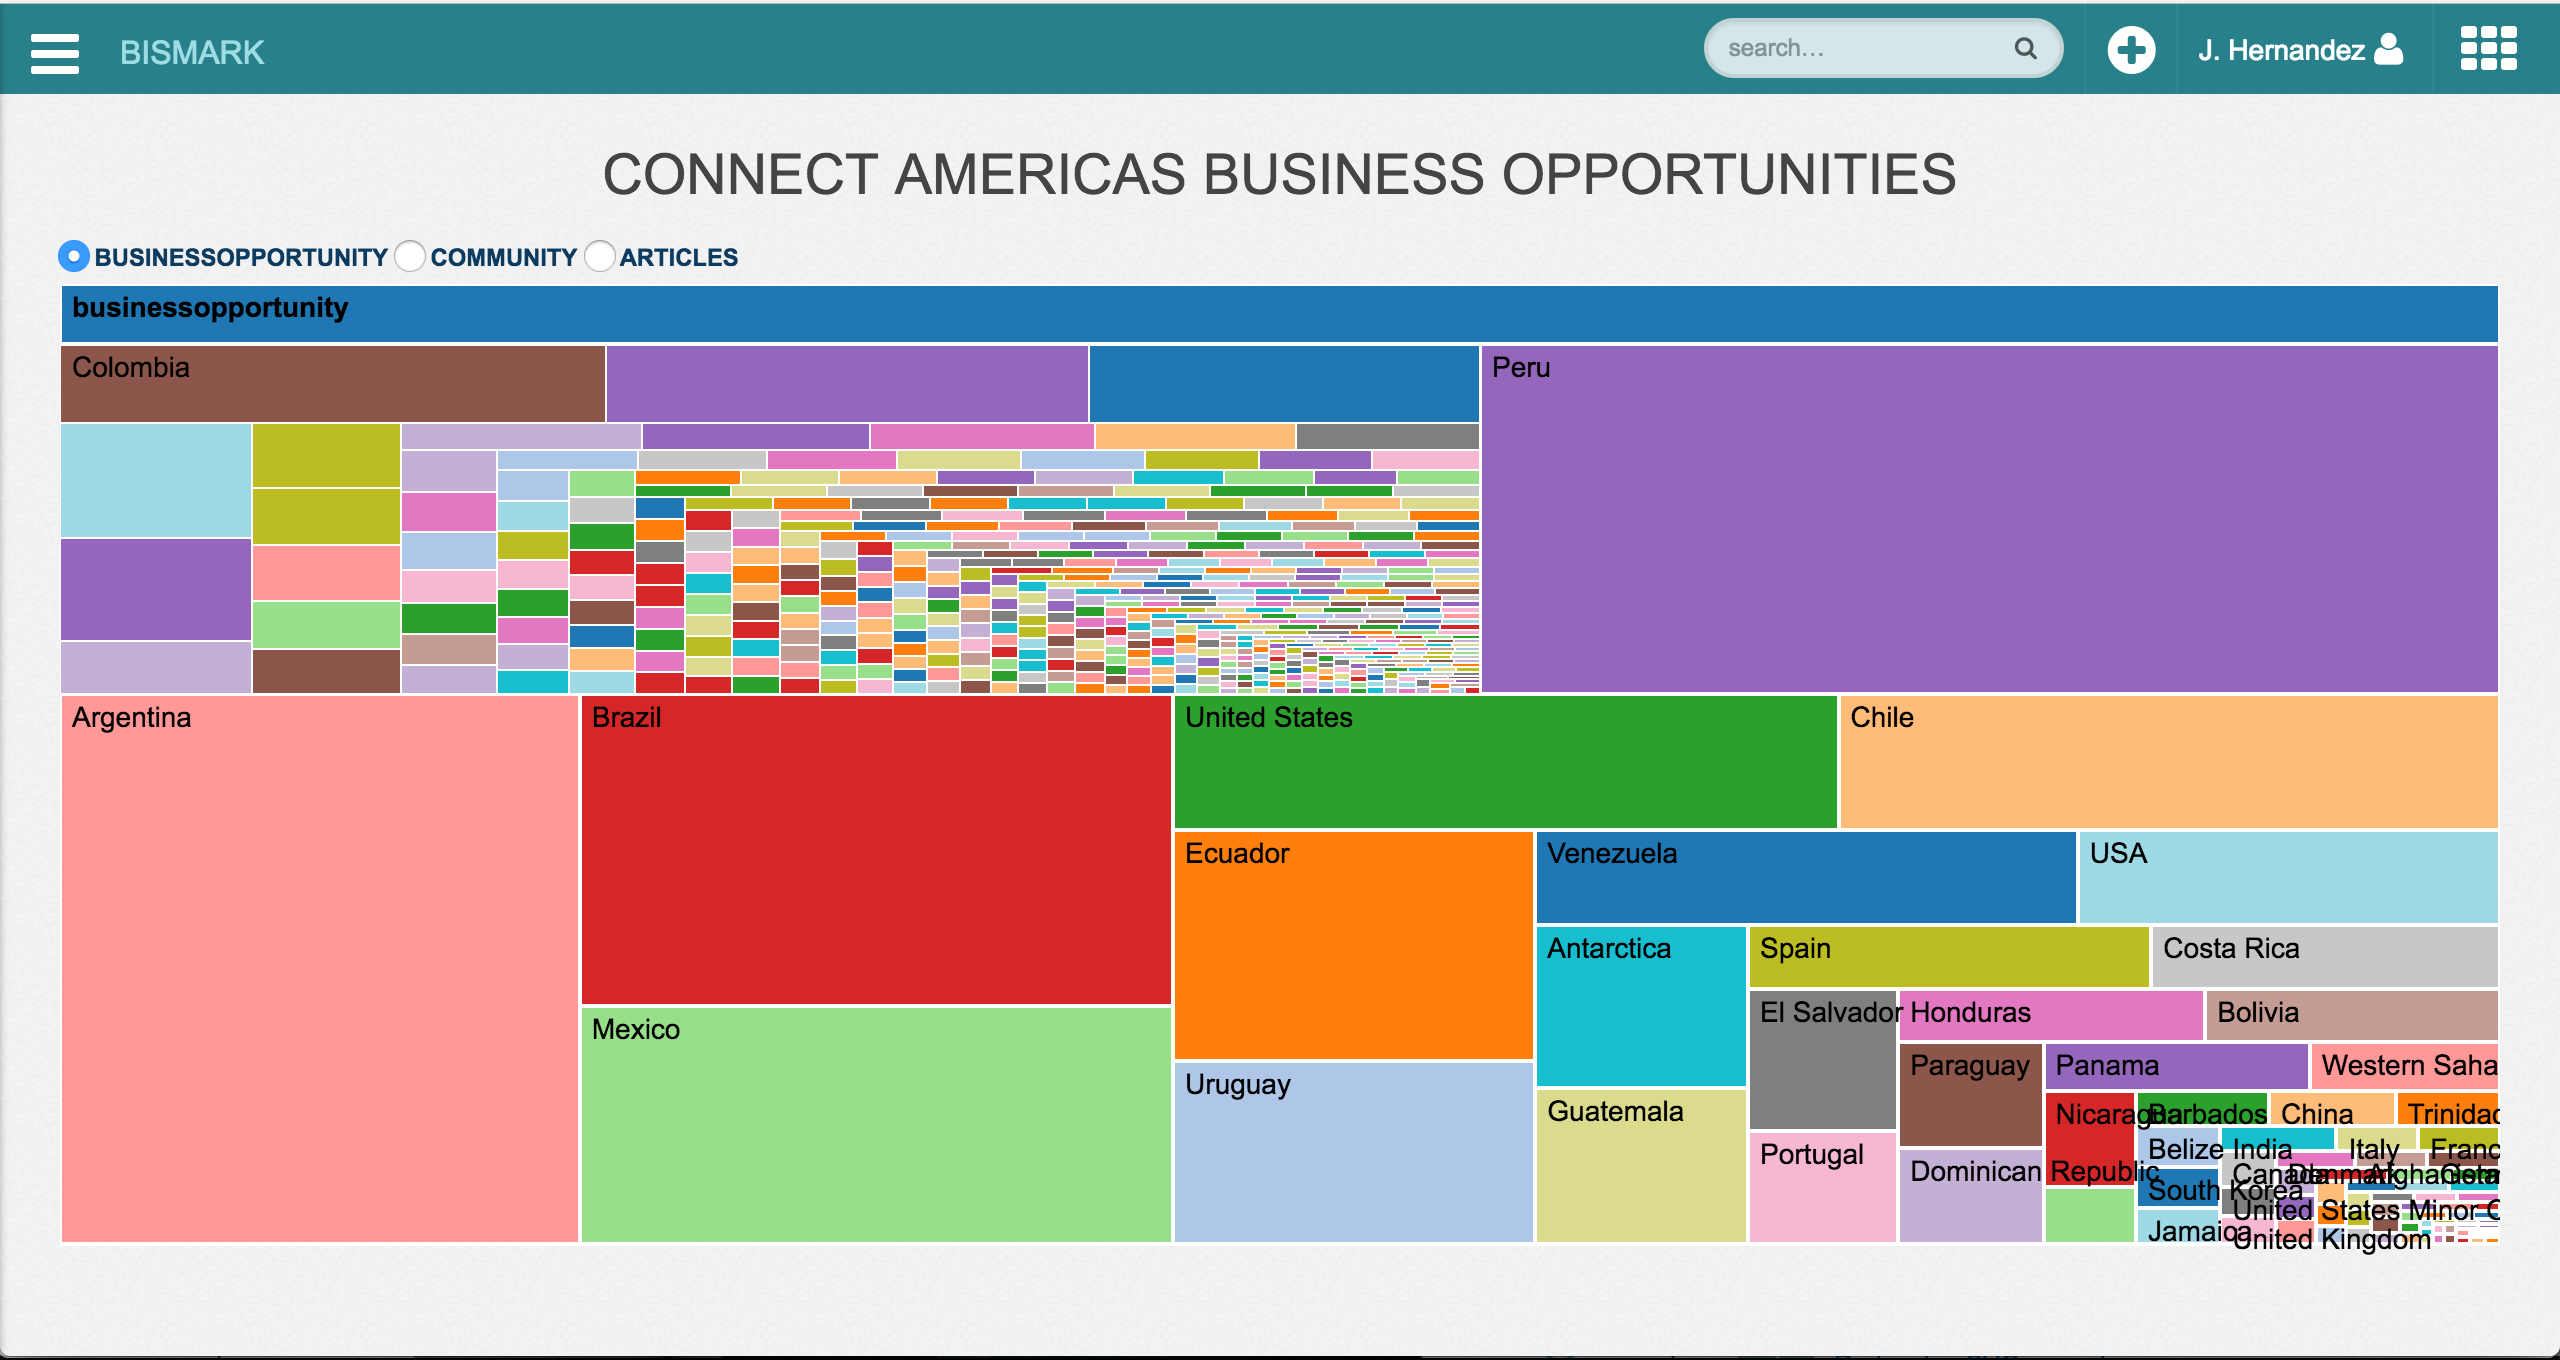 BISMARK
search...
J. Hernandez
CONNECT AMERICAS BUSINESS OPPORTUNITIES
BUSINESSOPPORTUNITY COMMUNITY ARTICLES
businessopportunity
Colombia
Peru
Argentina
Brazil
United States
Chile
Mexico
Ecuador
Venezuela
USA
Uruguay
Antarctica
Spain
Costa Rica
Guatemala
El Salvador
Honduras
Bolivia
Portugal
Paraguay
Panama
Western Saha
Dominican Republic
Nicaragua
Barbados
China
Trinidad
Belize
India
Italy
Franc
Canada
Denmark
Afghanistan
South Korea
United States Minor O
Jamaica
United Kingdom